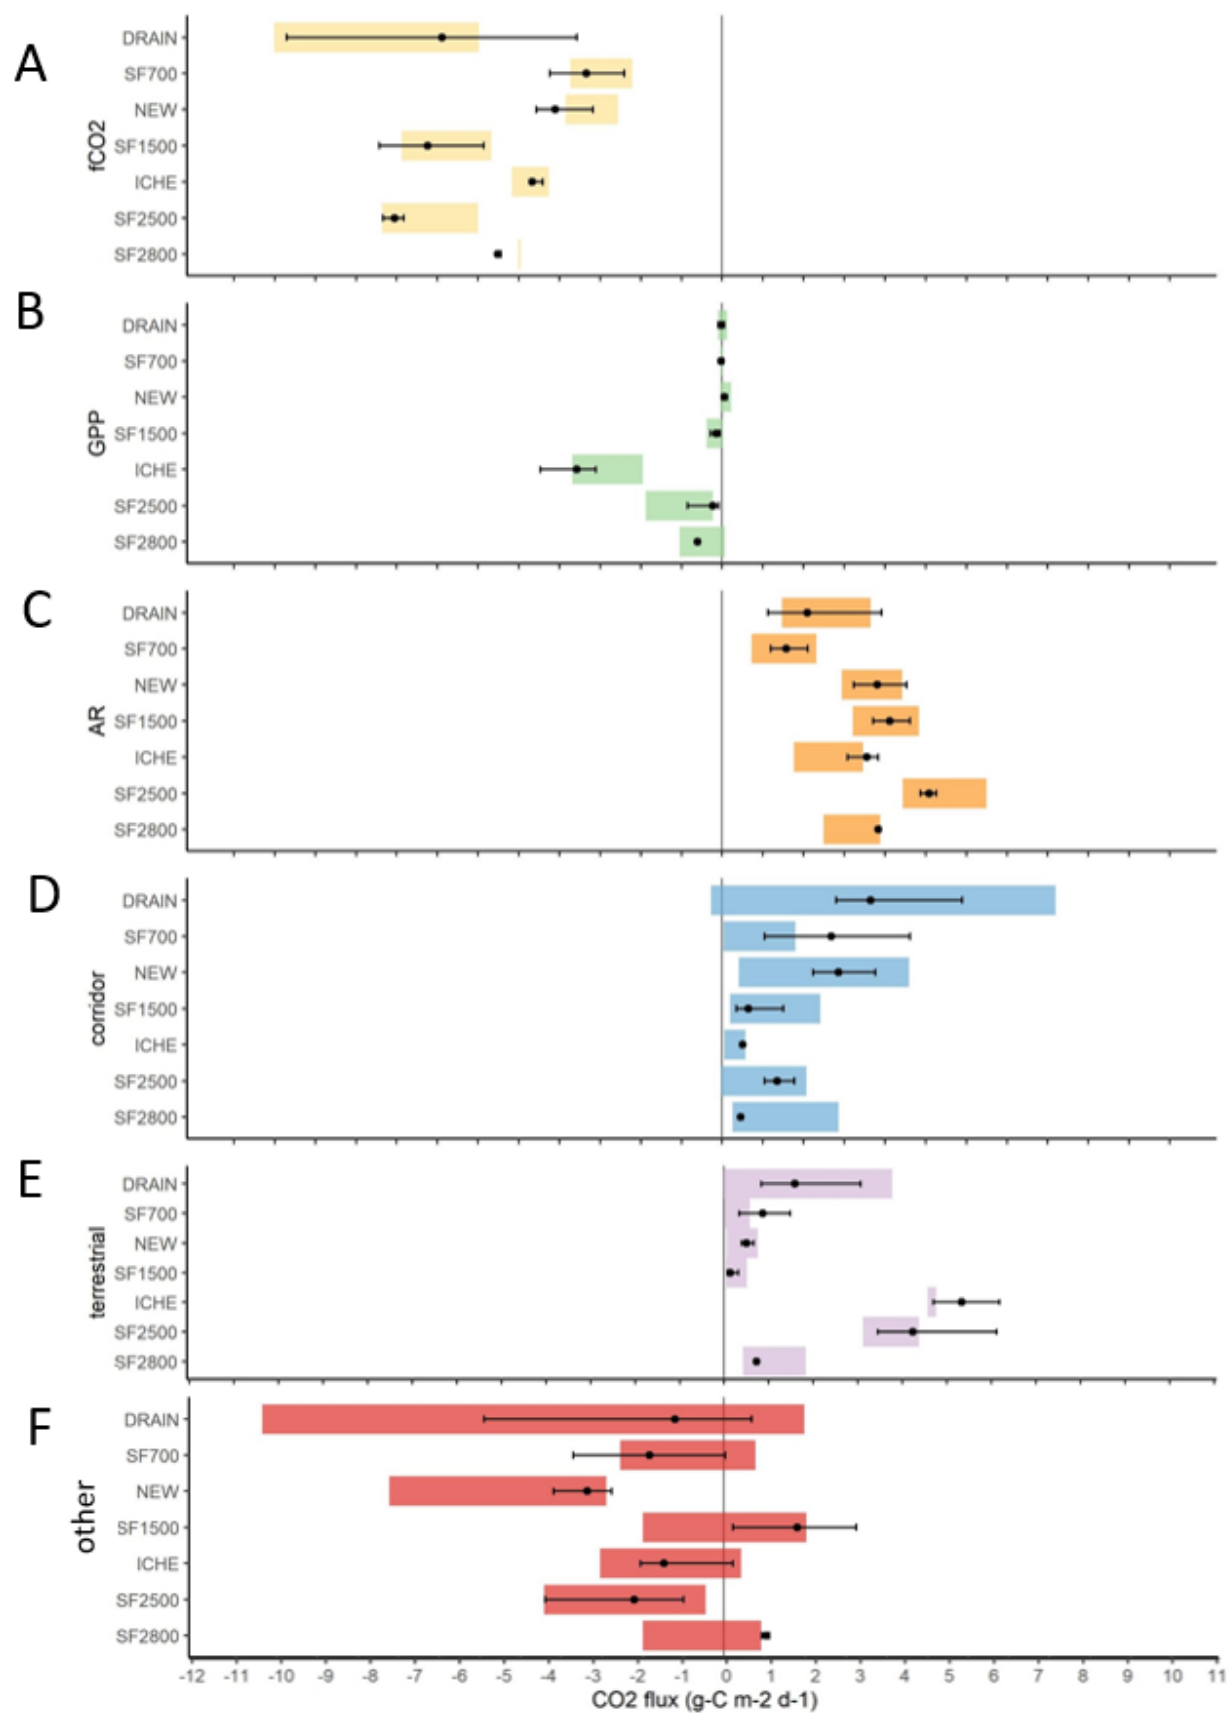 A
fCO2
DRAIN
SF700
NEW
SF1500
ICHE
SF2500
SF2800
B
GPP
DRAIN
SF700
NEW
SF1500
ICHE
SF2500
SF2800
C
AR
DRAIN
SF700
NEW
SF1500
ICHE
SF2500
SF2800
D
corridor
DRAIN
SF700
NEW
SF1500
ICHE
SF2500
SF2800
E
terrestrial
DRAIN
SF700
NEW
SF1500
ICHE
SF2500
SF2800
F
other
DRAIN
SF700
NEW
SF1500
ICHE
SF2500
SF2800
-12 -11 -10 -9 -8 -7 -6 -5 -4 -3 -2 -1 0 1 2 3 4 5 6 7 8 9 10 11
CO2 flux (g-C m-2 d-1)